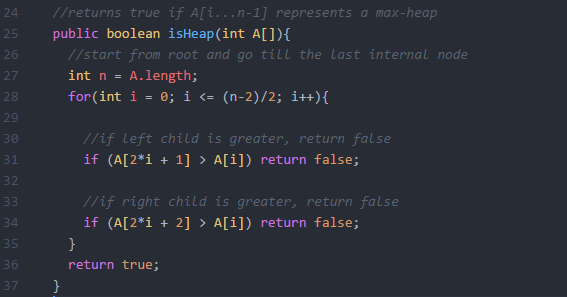 24 //returns true if A[i...n-1] represents a max-heap
25 public boolean isHeap(int A[]){
26 //start from root and go till the last internal node
27 int n = A.length;
28 for(int i = 0; i <= (n-2)/2; i++){
29
30 //if left child is greater, return false
31 if (A[2*i + 1] > A[i]) return false;
32
33 //if right child is greater, return false
34 if (A[2*i + 2] > A[i]) return false;
35 }
36 return true;
37 }